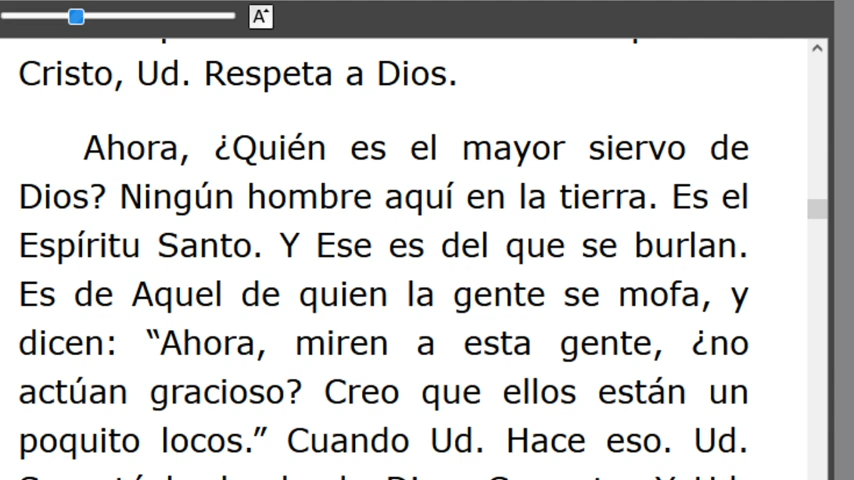 A
Cristo, Ud. Respeta a Dios.
Ahora, ¿Quién es el mayor siervo de
Dios? Ningún hombre aquí en la tierra. Es el
Espíritu Santo. Y Ese es del que se burlan.
Es de Aquel de quien la gente se mofa, y
dicen: “Ahora, miren a esta gente, ¿no
actúan gracioso? Creo que ellos están un
poquito locos.” Cuando Ud. Hace eso. Ud.